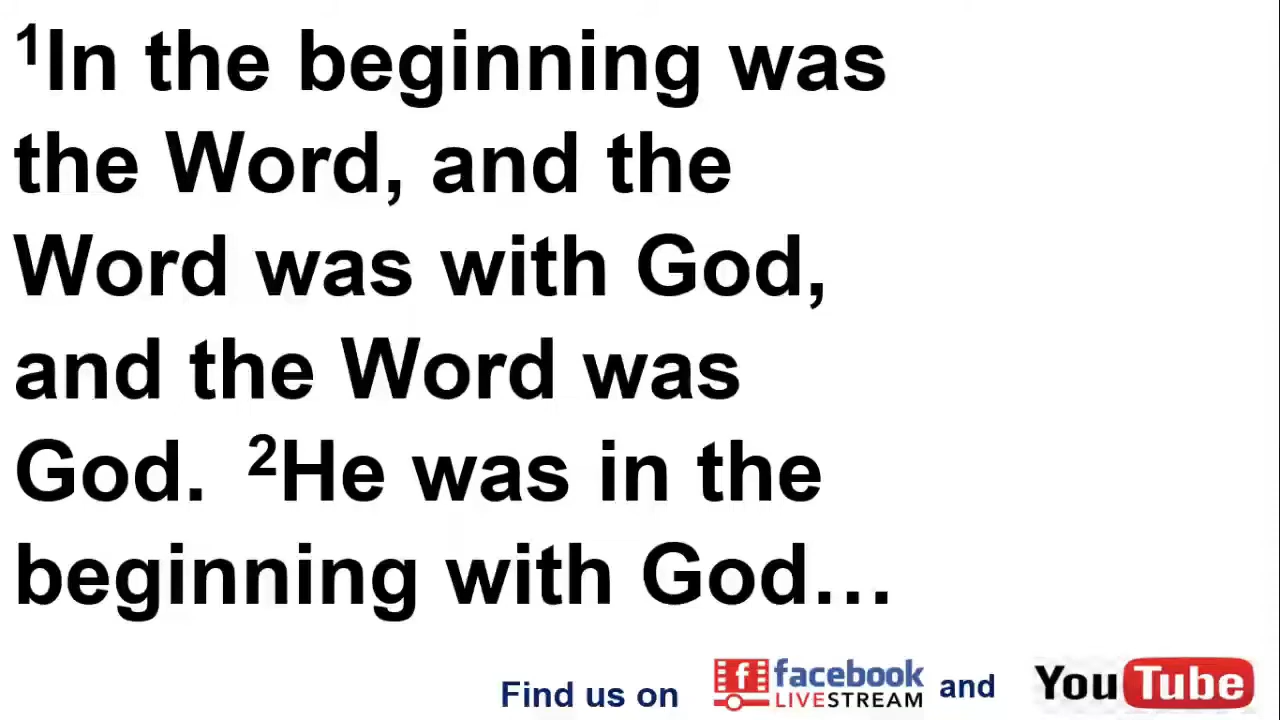 ¹In the beginning was
the Word, and the
Word was with God,
and the Word was
God. ²He was in the
beginning with God…
Find us on facebook LIVESTREAM and YouTube